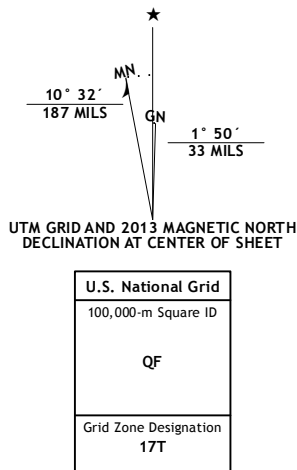 ★
MN
GN
10° 32´
187 MILS
1° 50´
33 MILS
UTM GRID AND 2013 MAGNETIC NORTH
DECLINATION AT CENTER OF SHEET
U.S. National Grid
100,000-m Square ID
QF
Grid Zone Designation
17T